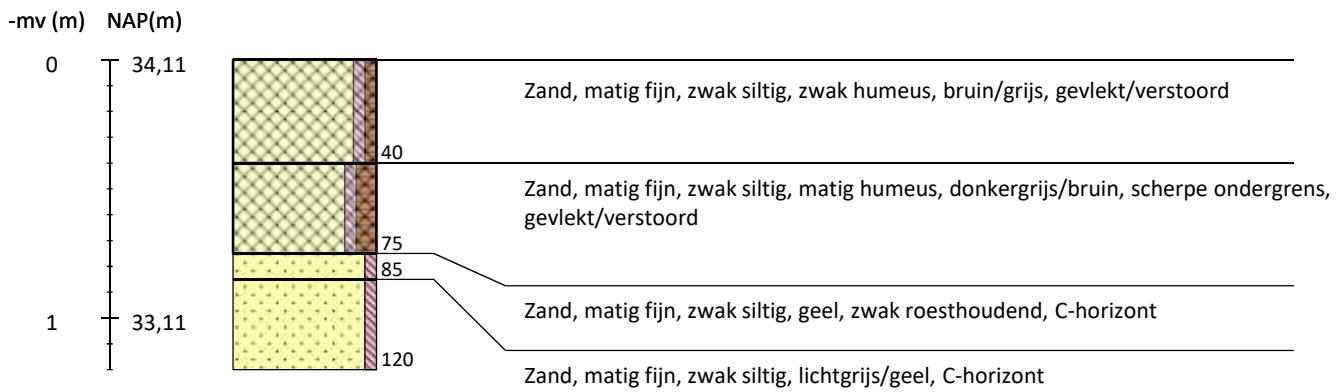 -mv (m) NAP(m)
0 34,11
Zand, matig fijn, zwak siltig, zwak humeus, bruin/grijs, gevlekt/verstoord
40
Zand, matig fijn, zwak siltig, matig humeus, donkergrijs/bruin, scherpe ondergrens,
gevlekt/verstoord
75
85
Zand, matig fijn, zwak siltig, geel, zwak roesthoudend, C-horizont
1 33,11
120
Zand, matig fijn, zwak siltig, lichtgrijs/geel, C-horizont